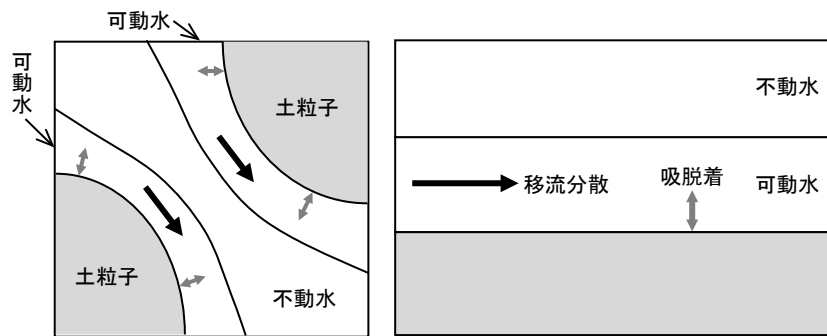 可動水
可動水
土粒子
土粒子
不動水
不動水
移流分散
吸脱着
可動水